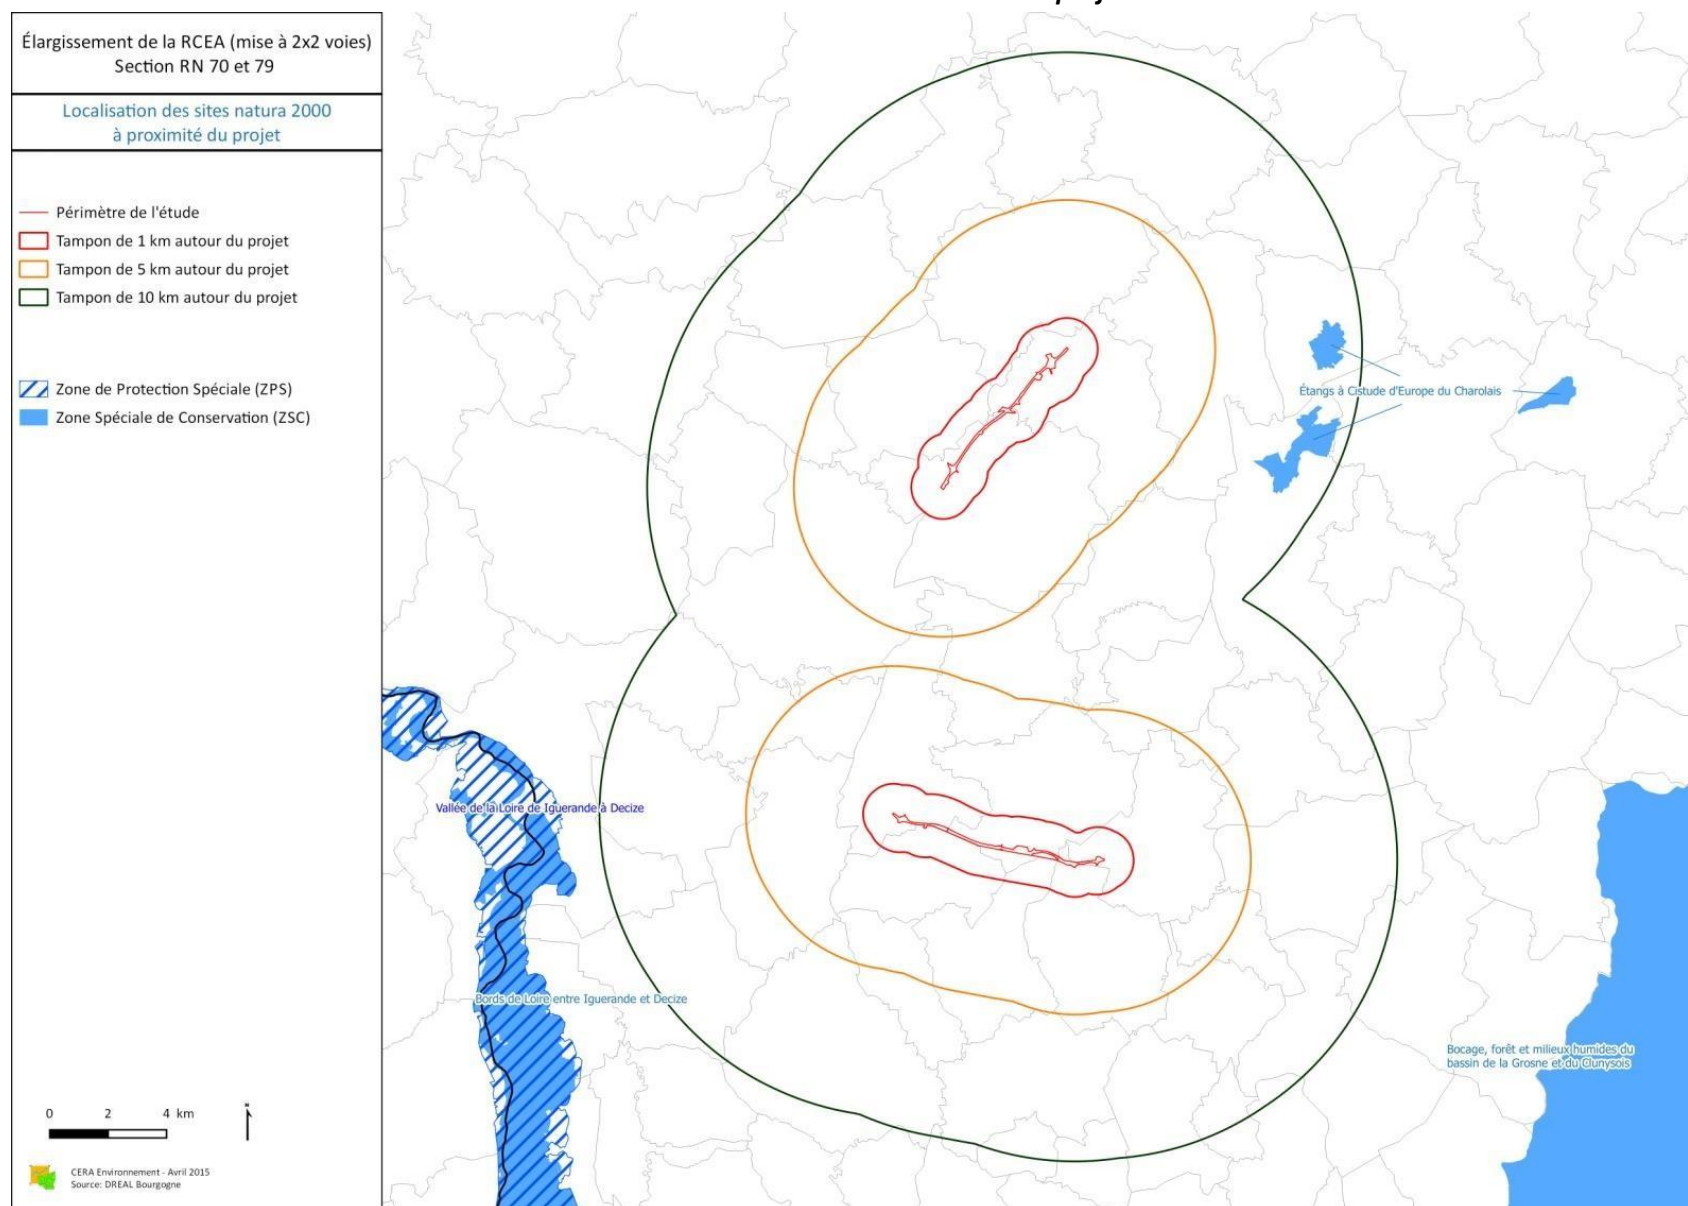 Élargissement de la RCEA (mise à 2x2 voies)
Section RN 70 et 79
Localisation des sites natura 2000
à proximité du projet
Périmètre de l'étude
Tampon de 1 km autour du projet
Tampon de 5 km autour du projet
Tampon de 10 km autour du projet
Zone de Protection Spéciale (ZPS)
Zone Spéciale de Conservation (ZSC)
Étangs à Cistude d'Europe du Charolais
Vallée de la Loire de Iguerande à Decize
Bords de Loire entre Iguerande et Decize
Bocage, forêt et milieux humides du
bassin de la Grosne et du Clunysois
0 2 4 km
CERA Environnement - Avril 2015
Source: DREAL Bourgogne